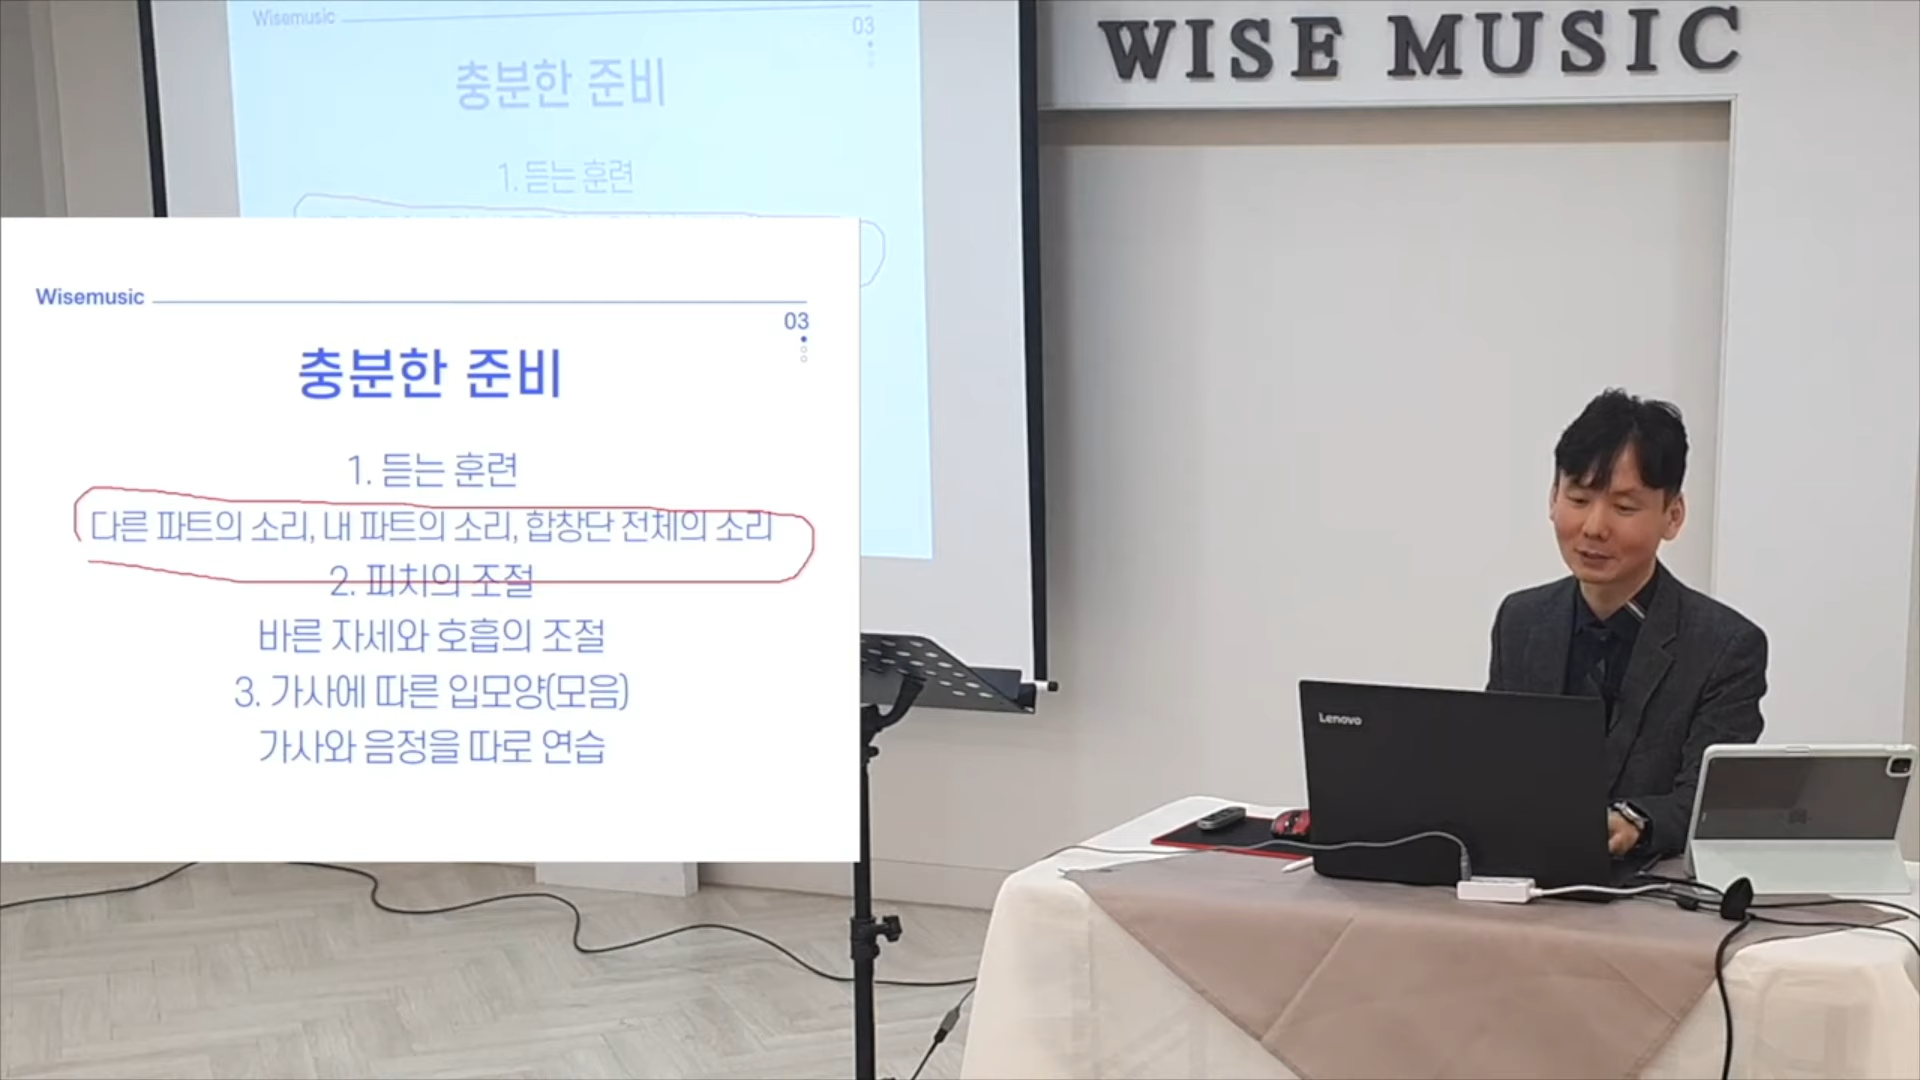 Wisemusic
03
충분한 준비
1. 듣는 훈련
WISE MUSIC
Wisemusic
03
충분한 준비
1. 듣는 훈련
다른 파트의 소리, 내 파트의 소리, 합창단 전체의 소리
2. 피치의 조절
바른 자세와 호흡의 조절
3. 가사에 따른 입모양(모음)
가사와 음정을 따로 연습
Lenovo